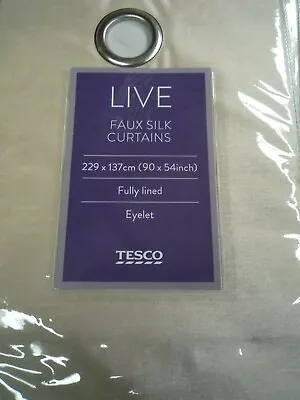 LIVE
FAUX SILK
CURTAINS
229 x 137cm (90 x 54inch)
Fully lined
Eyelet
TESCO